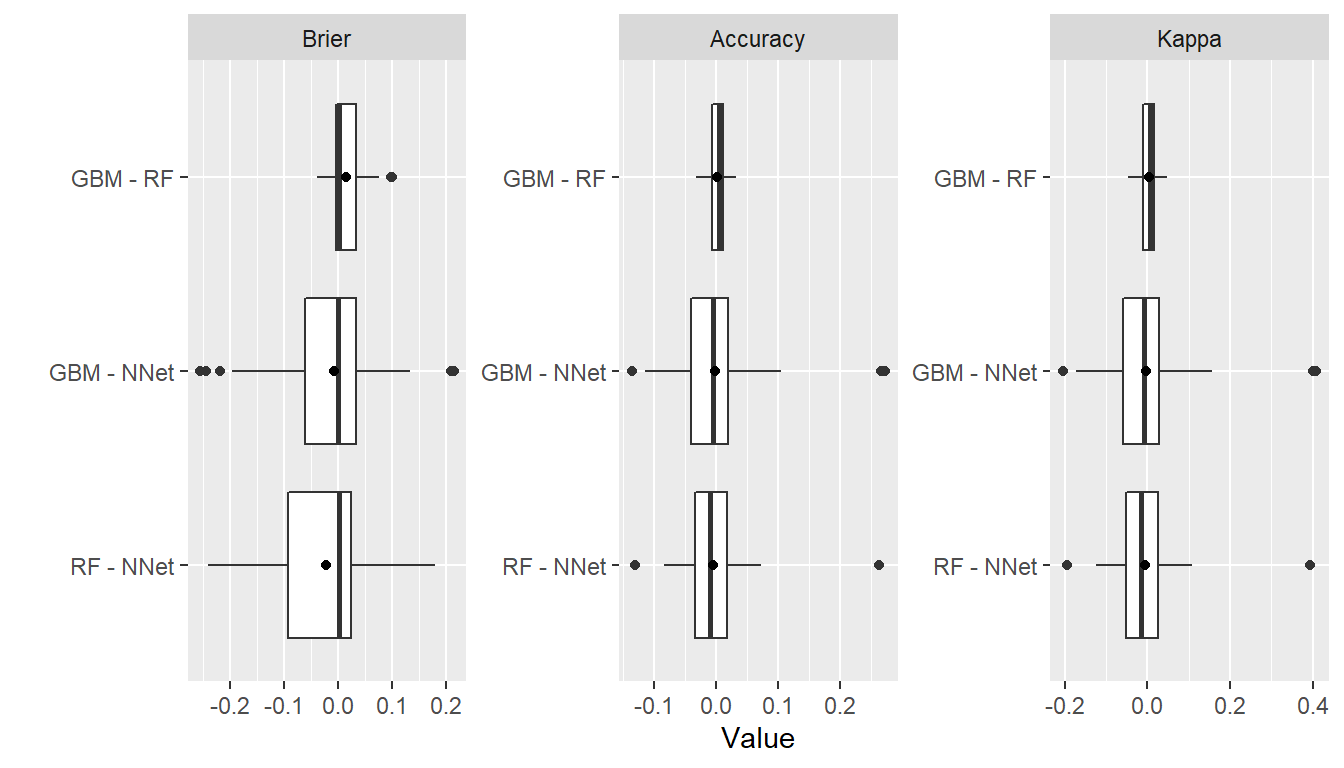 Brier
Accuracy
Kappa
GBM - RF
GBM - NNet
RF - NNet
-0.2 -0.1 0.0 0.1 0.2
GBM - RF
GBM - NNet
RF - NNet
-0.1 0.0 0.1 0.2
GBM - RF
GBM - NNet
RF - NNet
-0.2 0.0 0.2 0.4
Value